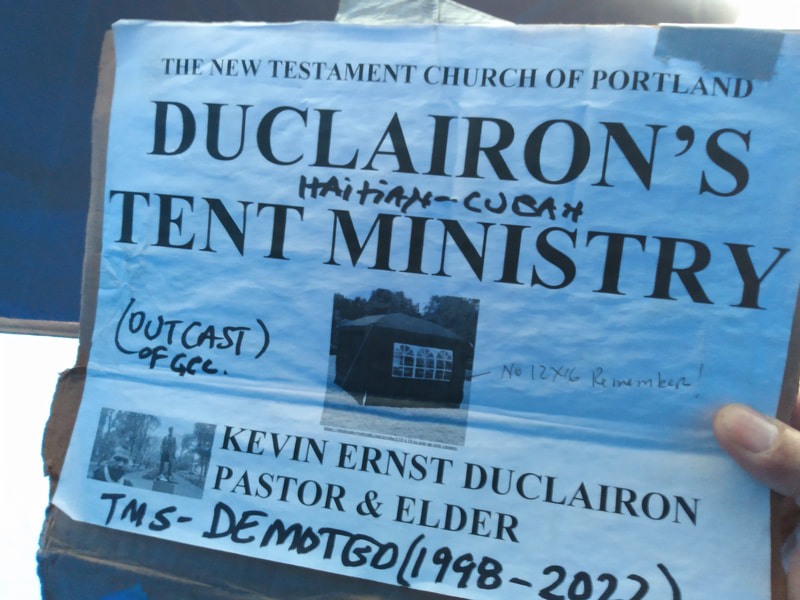 THE NEW TESTAMENT CHURCH OF PORTLAND
DUCLAIRON'S
HAITIAN-CUBAN
TENT MINISTRY
(OUTCAST)
OF GCC.
NO 12X16 Remember!
KEVIN ERNST DUCLAIRON
PASTOR & ELDER
TMS- DEMOTED (1998-2022)